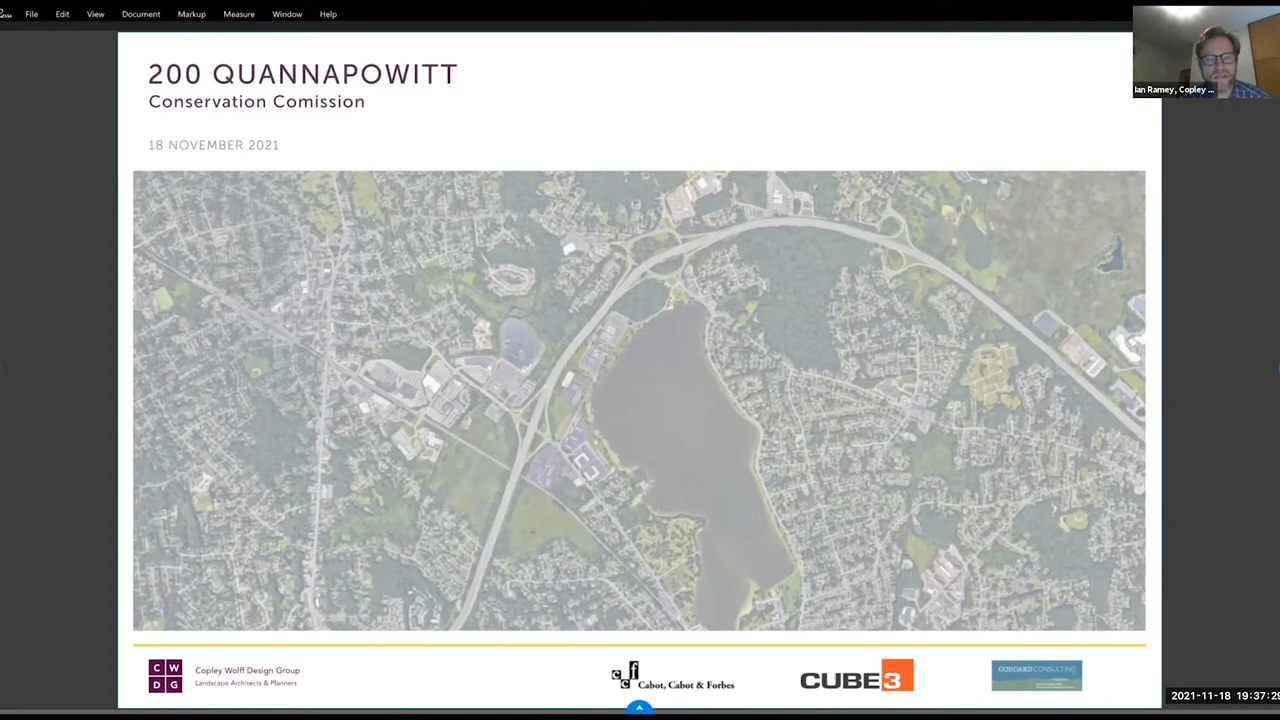 File Edit View Document Markup Measure Window Help
Ian Ramey, Copley ...
200 QUANNAPOWITT
Conservation Comission
18 NOVEMBER 2021
C W
D G
Copley Wolff Design Group
Landscape Architects & Planners
c c f
Cabot, Cabot & Forbes
CUBE3
GODDARD CONSULTING
2021-11-18 19:37:29